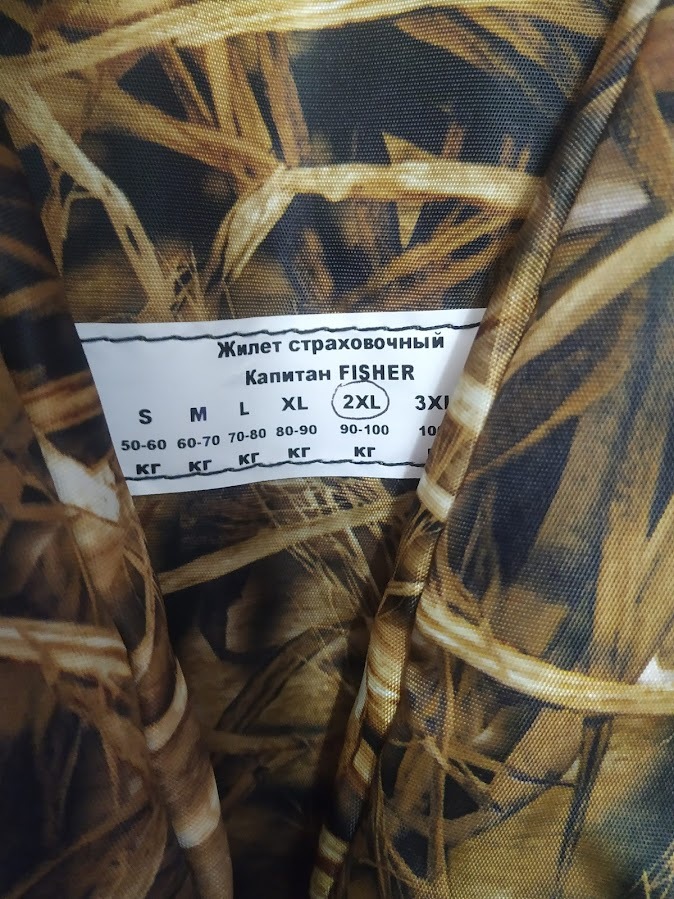 Жилет страховочный
Капитан FISHER
S M L XL 2XL
50-60 60-70 70-80 80-90 90-100
кг кг кг кг кг